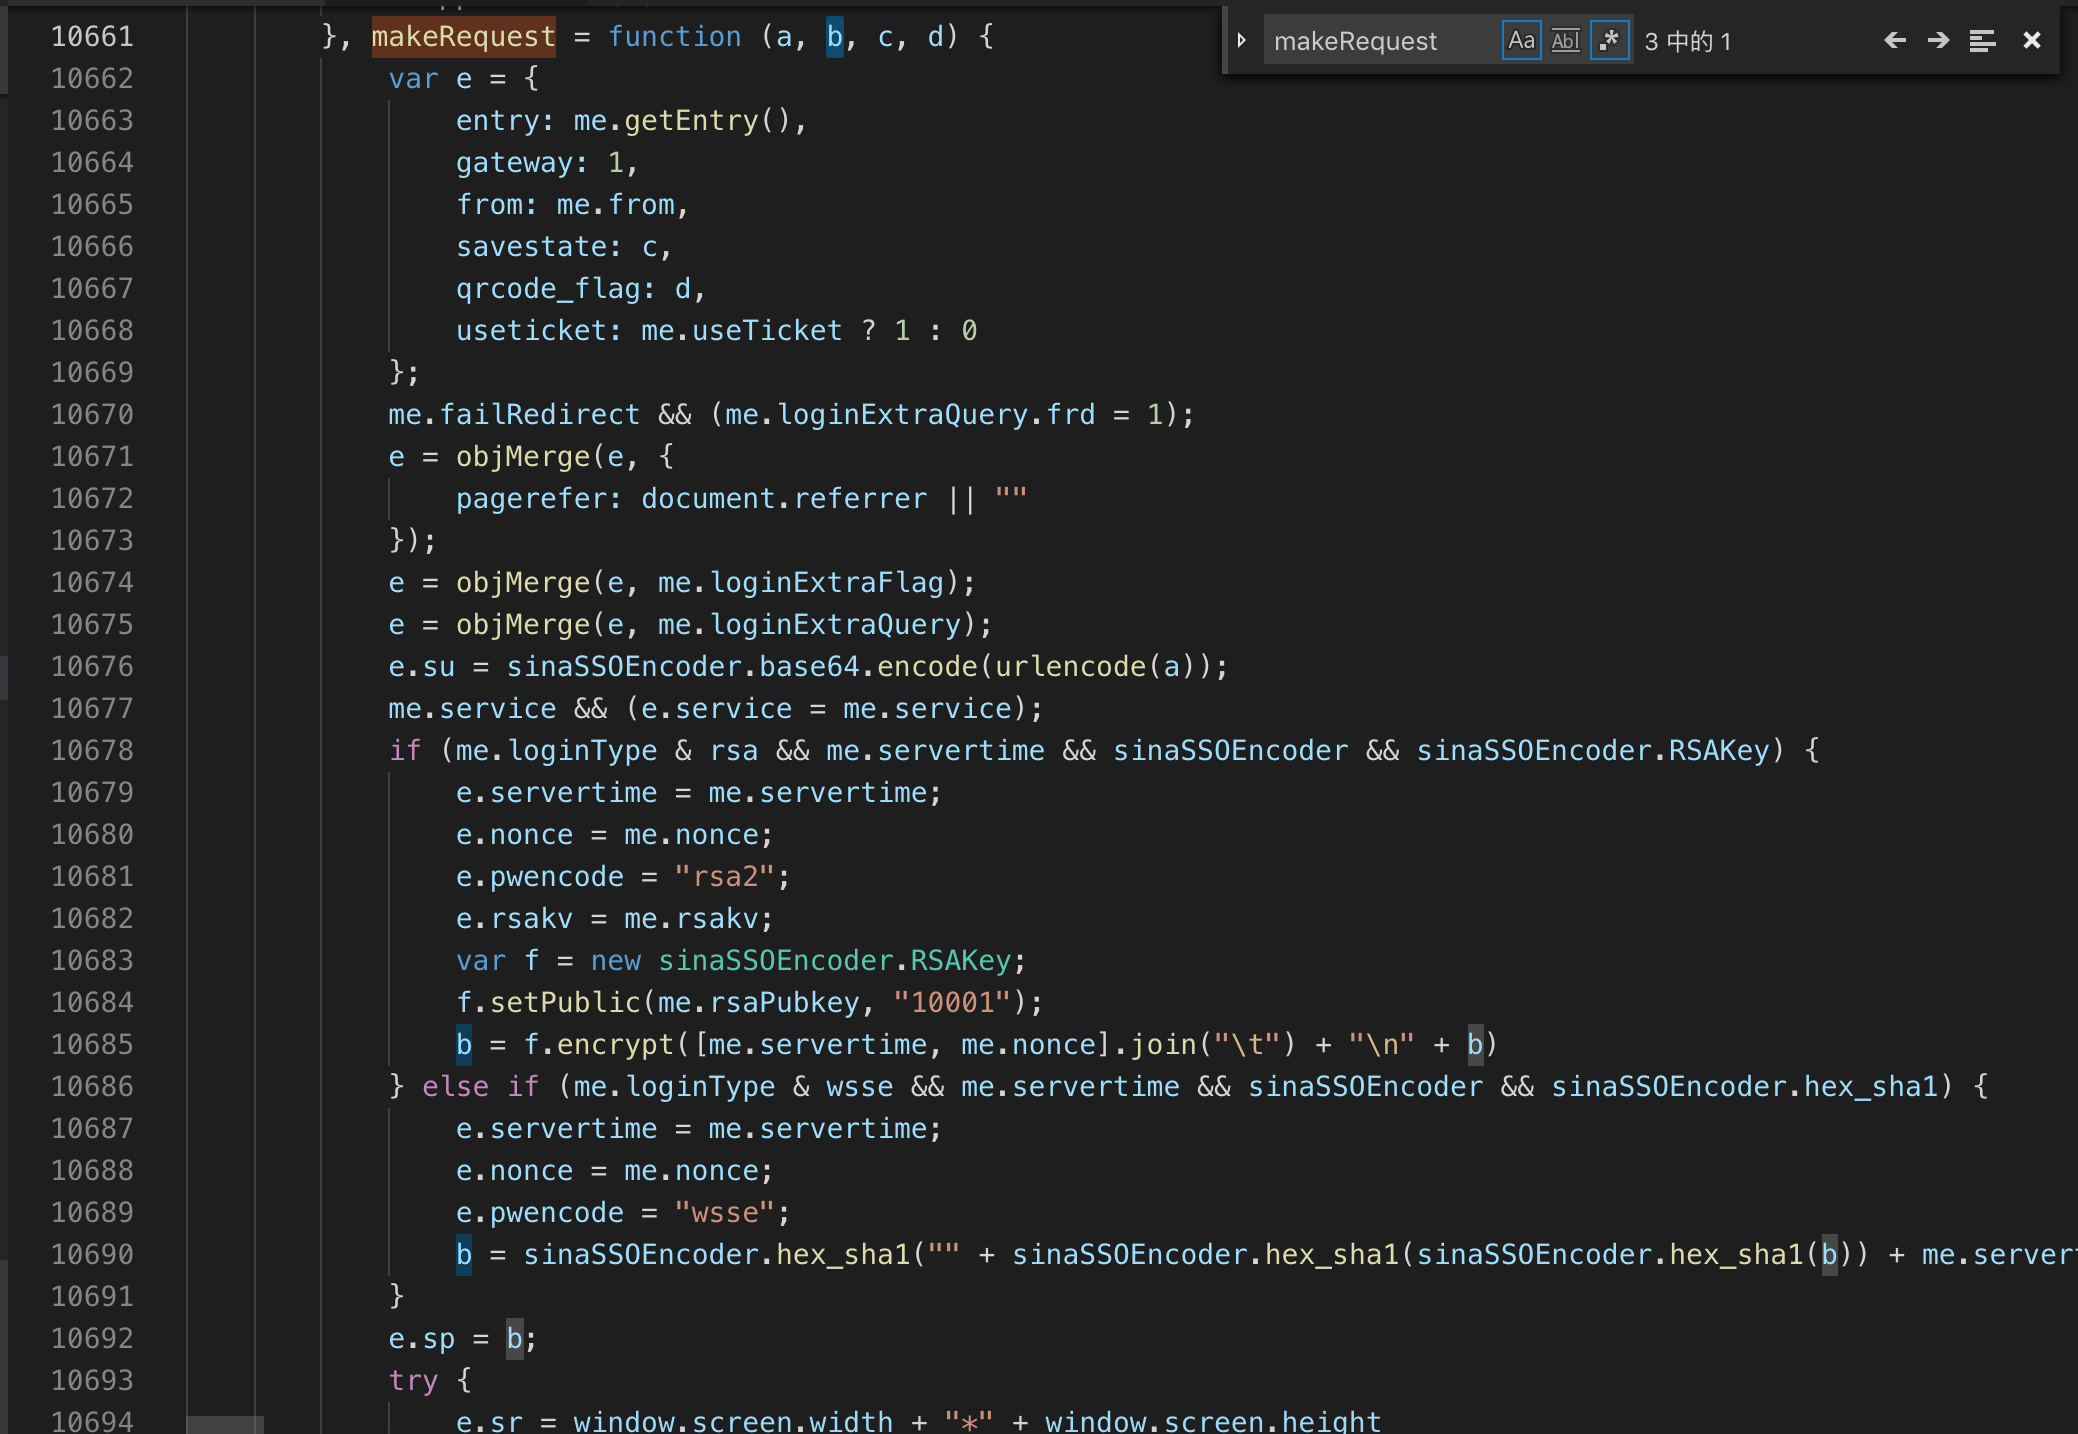 10661 }, makeRequest = function (a, b, c, d) {
makeRequest Aa Abl .* 3 中的 1
10662 var e = {
10663 entry: me.getEntry(),
10664 gateway: 1,
10665 from: me.from,
10666 savestate: c,
10667 qrcode_flag: d,
10668 useticket: me.useTicket ? 1 : 0
10669 };
10670 me.failRedirect && (me.loginExtraQuery.frd = 1);
10671 e = objMerge(e, {
10672 pagerefer: document.referrer || ""
10673 });
10674 e = objMerge(e, me.loginExtraFlag);
10675 e = objMerge(e, me.loginExtraQuery);
10676 e.su = sinaSSOEncoder.base64.encode(urlencode(a));
10677 me.service && (e.service = me.service);
10678 if (me.loginType & rsa && me.servertime && sinaSSOEncoder && sinaSSOEncoder.RSAKey) {
10679 e.servertime = me.servertime;
10680 e.nonce = me.nonce;
10681 e.pwencode = "rsa2";
10682 e.rsakv = me.rsakv;
10683 var f = new sinaSSOEncoder.RSAKey;
10684 f.setPublic(me.rsaPubkey, "10001");
10685 b = f.encrypt([me.servertime, me.nonce].join("\t") + "\n" + b)
10686 } else if (me.loginType & wsse && me.servertime && sinaSSOEncoder && sinaSSOEncoder.hex_sha1) {
10687 e.servertime = me.servertime;
10688 e.nonce = me.nonce;
10689 e.pwencode = "wsse";
10690 b = sinaSSOEncoder.hex_sha1("" + sinaSSOEncoder.hex_sha1(sinaSSOEncoder.hex_sha1(b)) + me.server
10691 }
10692 e.sp = b;
10693 try {
10694 e.sr = window.screen.width + "*" + window.screen.height